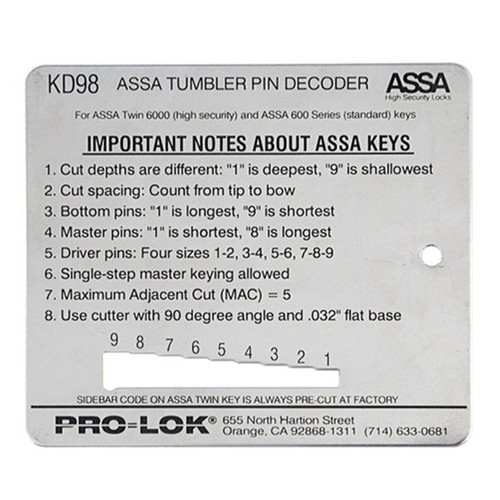 KD98 ASSA TUMBLER PIN DECODER ASSA
High Security Locks
For ASSA Twin 6000 (high security) and ASSA 600 Series (standard) keys
IMPORTANT NOTES ABOUT ASSA KEYS
1. Cut depths are different: "1" is deepest, "9" is shallowest
2. Cut spacing: Count from tip to bow
3. Bottom pins: "1" is longest, "9" is shortest
4. Master pins: "1" is shortest, "8" is longest
5. Driver pins: Four sizes 1-2, 3-4, 5-6, 7-8-9
6. Single-step master keying allowed
7. Maximum Adjacent Cut (MAC) = 5
8. Use cutter with 90 degree angle and .032" flat base
9 8 7 6 5 4 3 2 1
SIDEBAR CODE ON ASSA TWIN KEY IS ALWAYS PRE-CUT AT FACTORY
PRO=LOK® 655 North Hartion Street
Orange, CA 92868-1311 (714) 633-0681